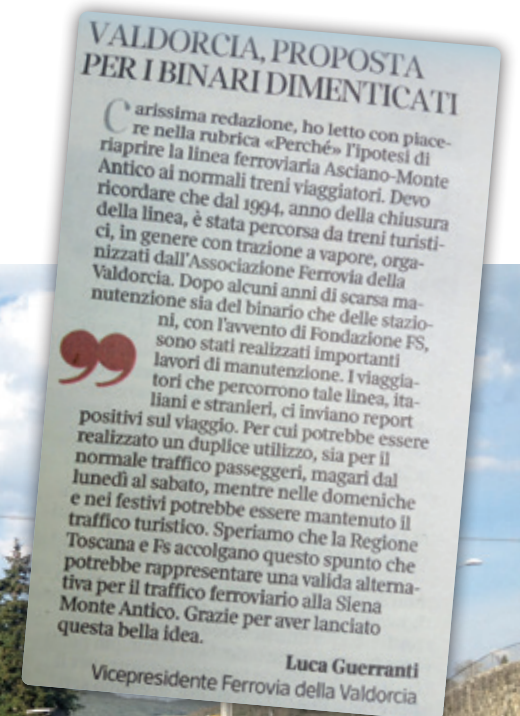 VALDORCIA, PROPOSTA
PER I BINARI DIMENTICATI
Carissima redazione, ho letto con piace-
re nella rubrica «Perché» l'ipotesi di
riaprire la linea ferroviaria Asciano-Monte
Antico ai normali treni viaggiatori. Devo
ricordare che dal 1994, anno della chiusura
della linea, è stata percorsa da treni turisti-
ci, in genere con trazione a vapore, orga-
nizzati dall'Associazione Ferrovia della
Valdorcia. Dopo alcuni anni di scarsa ma-
nutenzione sia del binario che delle stazio-
ni, con l'avvento di Fondazione FS,
sono stati realizzati importanti
lavori di manutenzione. I viaggia-
tori che percorrono tale linea, ita-
liani e stranieri, ci inviano report
positivi sul viaggio. Per cui potrebbe essere
realizzato un duplice utilizzo, sia per il
normale traffico passeggeri, magari dal
lunedì al sabato, mentre nelle domeniche
e nei festivi potrebbe essere mantenuto il
traffico turistico. Speriamo che la Regione
Toscana e Fs accolgano questo spunto che
potrebbe rappresentare una valida alterna-
tiva per il traffico ferroviario alla Siena
Monte Antico. Grazie per aver lanciato
questa bella idea.
Luca Guerranti
Vicepresidente Ferrovia della Valdorcia